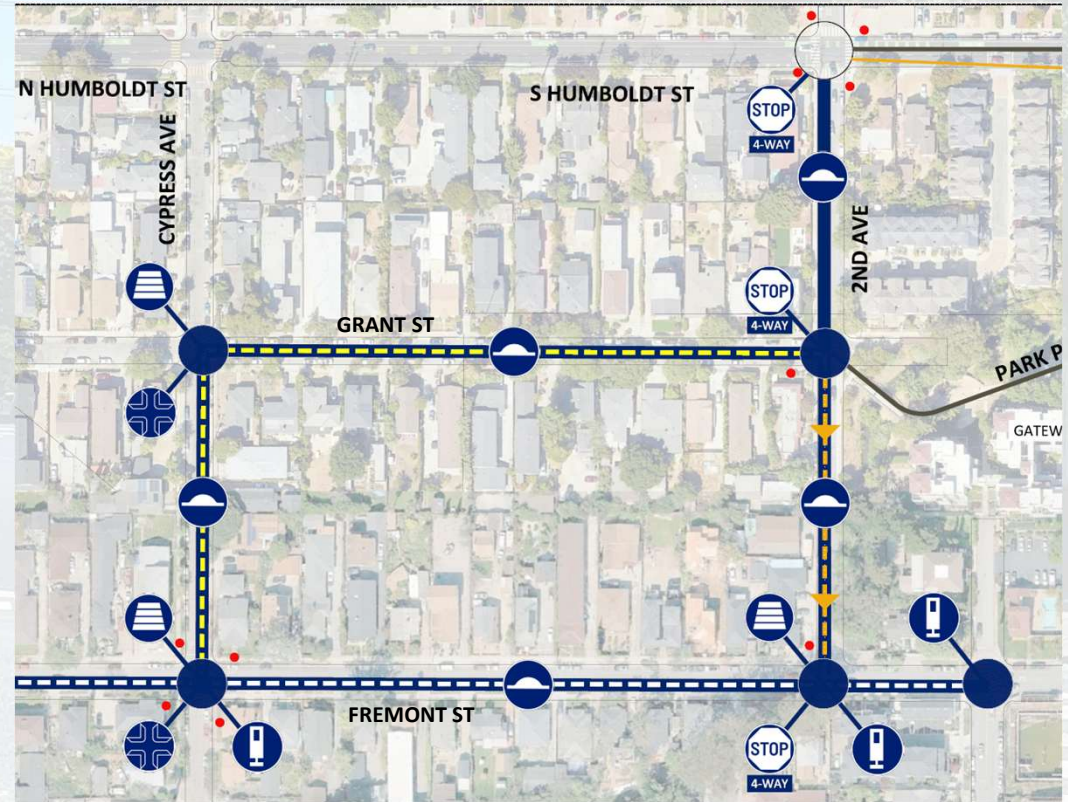 N HUMBOLDT ST
S HUMBOLDT ST
CYPRESS AVE
STOP
4-WAY
2ND AVE
STOP
4-WAY
GRANT ST
PARK P
GATEW
FREMONT ST
STOP
4-WAY